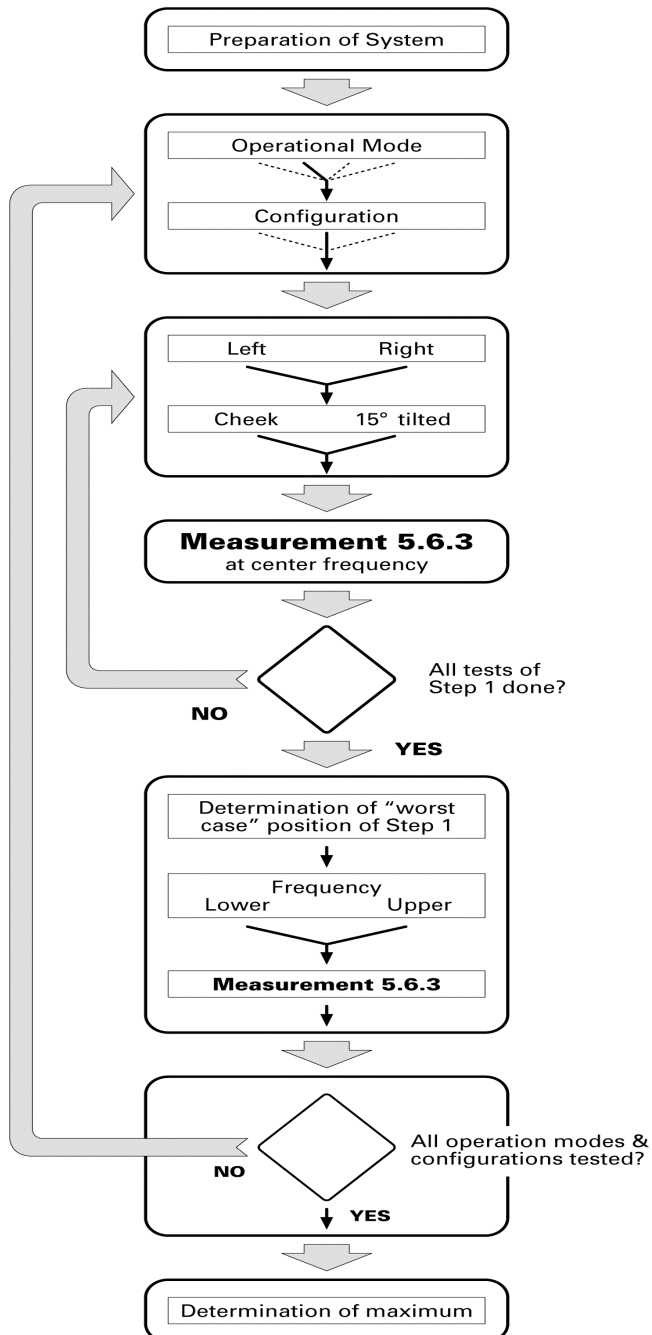 Preparation of System
Operational Mode
Configuration
Left Right
Cheek 15° tilted
Measurement 5.6.3
at center frequency
All tests of
Step 1 done?
NO
YES
Determination of “worst
case” position of Step 1
Frequency
Lower Upper
Measurement 5.6.3
All operation modes &
configurations tested?
NO
YES
Determination of maximum